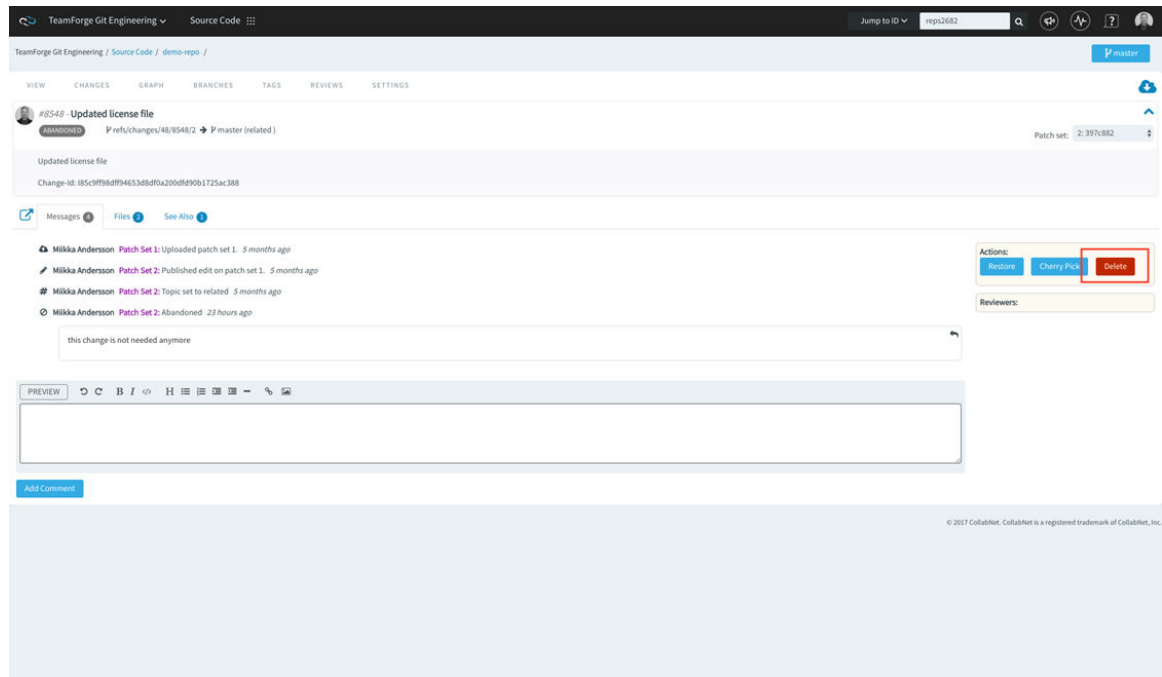 TeamForge Git Engineering Source Code Jump to ID reps2682 ?
TeamForge Git Engineering / Source Code / demo-repo / master
VIEW CHANGES GRAPH BRANCHES TAGS REVIEWS SETTINGS
#8548 - Updated license file
ABANDONED refs/changes/48/8548/2 master (related ) Patch set: 2: 397c882
Updated license file
Change-Id: I85c9ff98dff94653d8df0a200dfd90b1725ac388
Messages 4 Files 2 See Also 1
Miikka Andersson Patch Set 1: Uploaded patch set 1. 5 months ago
Miikka Andersson Patch Set 2: Published edit on patch set 1. 5 months ago
# Miikka Andersson Patch Set 2: Topic set to related 5 months ago
Miikka Andersson Patch Set 2: Abandoned 23 hours ago
this change is not needed anymore
Actions:
Restore Cherry Pick Delete
Reviewers:
PREVIEW B I </> H
Add Comment
© 2017 CollabNet. CollabNet is a registered trademark of CollabNet, Inc.